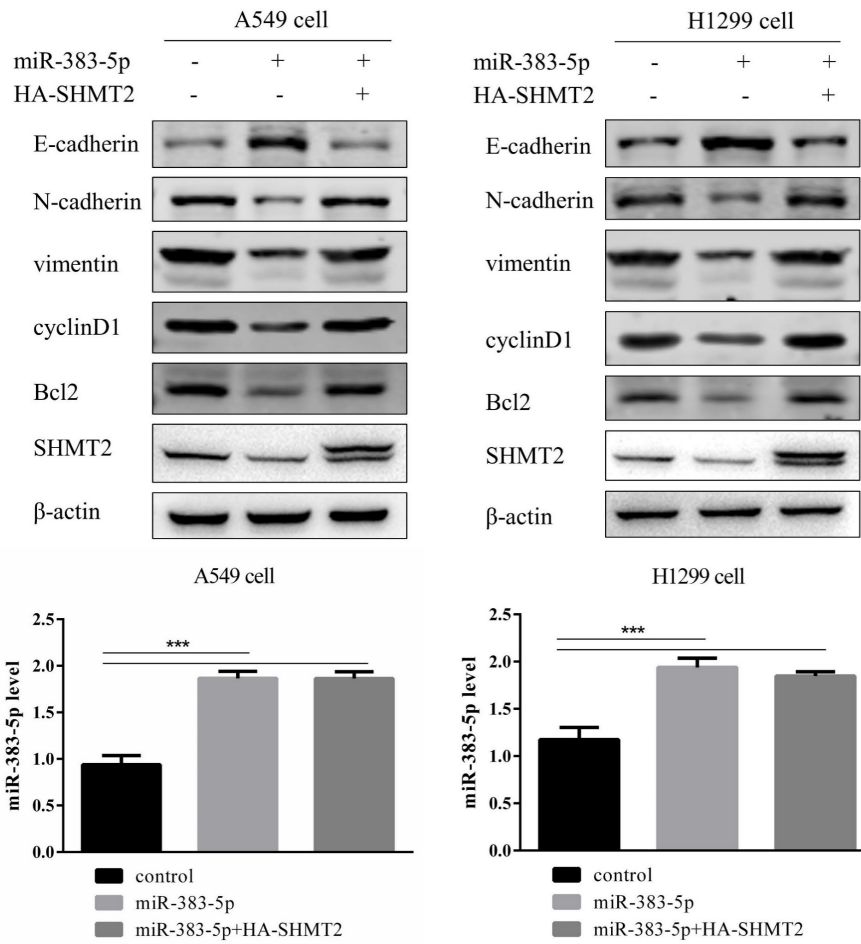 A549 cell
miR-383-5p - + +
HA-SHMT2 - - +
E-cadherin
N-cadherin
vimentin
cyclinD1
Bcl2
SHMT2
β-actin
H1299 cell
miR-383-5p - + +
HA-SHMT2 - - +
E-cadherin
N-cadherin
vimentin
cyclinD1
Bcl2
SHMT2
β-actin
A549 cell
miR-383-5p level
2.5
2.0
1.5
1.0
0.5
0.0
***
control
miR-383-5p
miR-383-5p+HA-SHMT2
H1299 cell
miR-383-5p level
2.5
2.0
1.5
1.0
0.5
0.0
***
control
miR-383-5p
miR-383-5p+HA-SHMT2